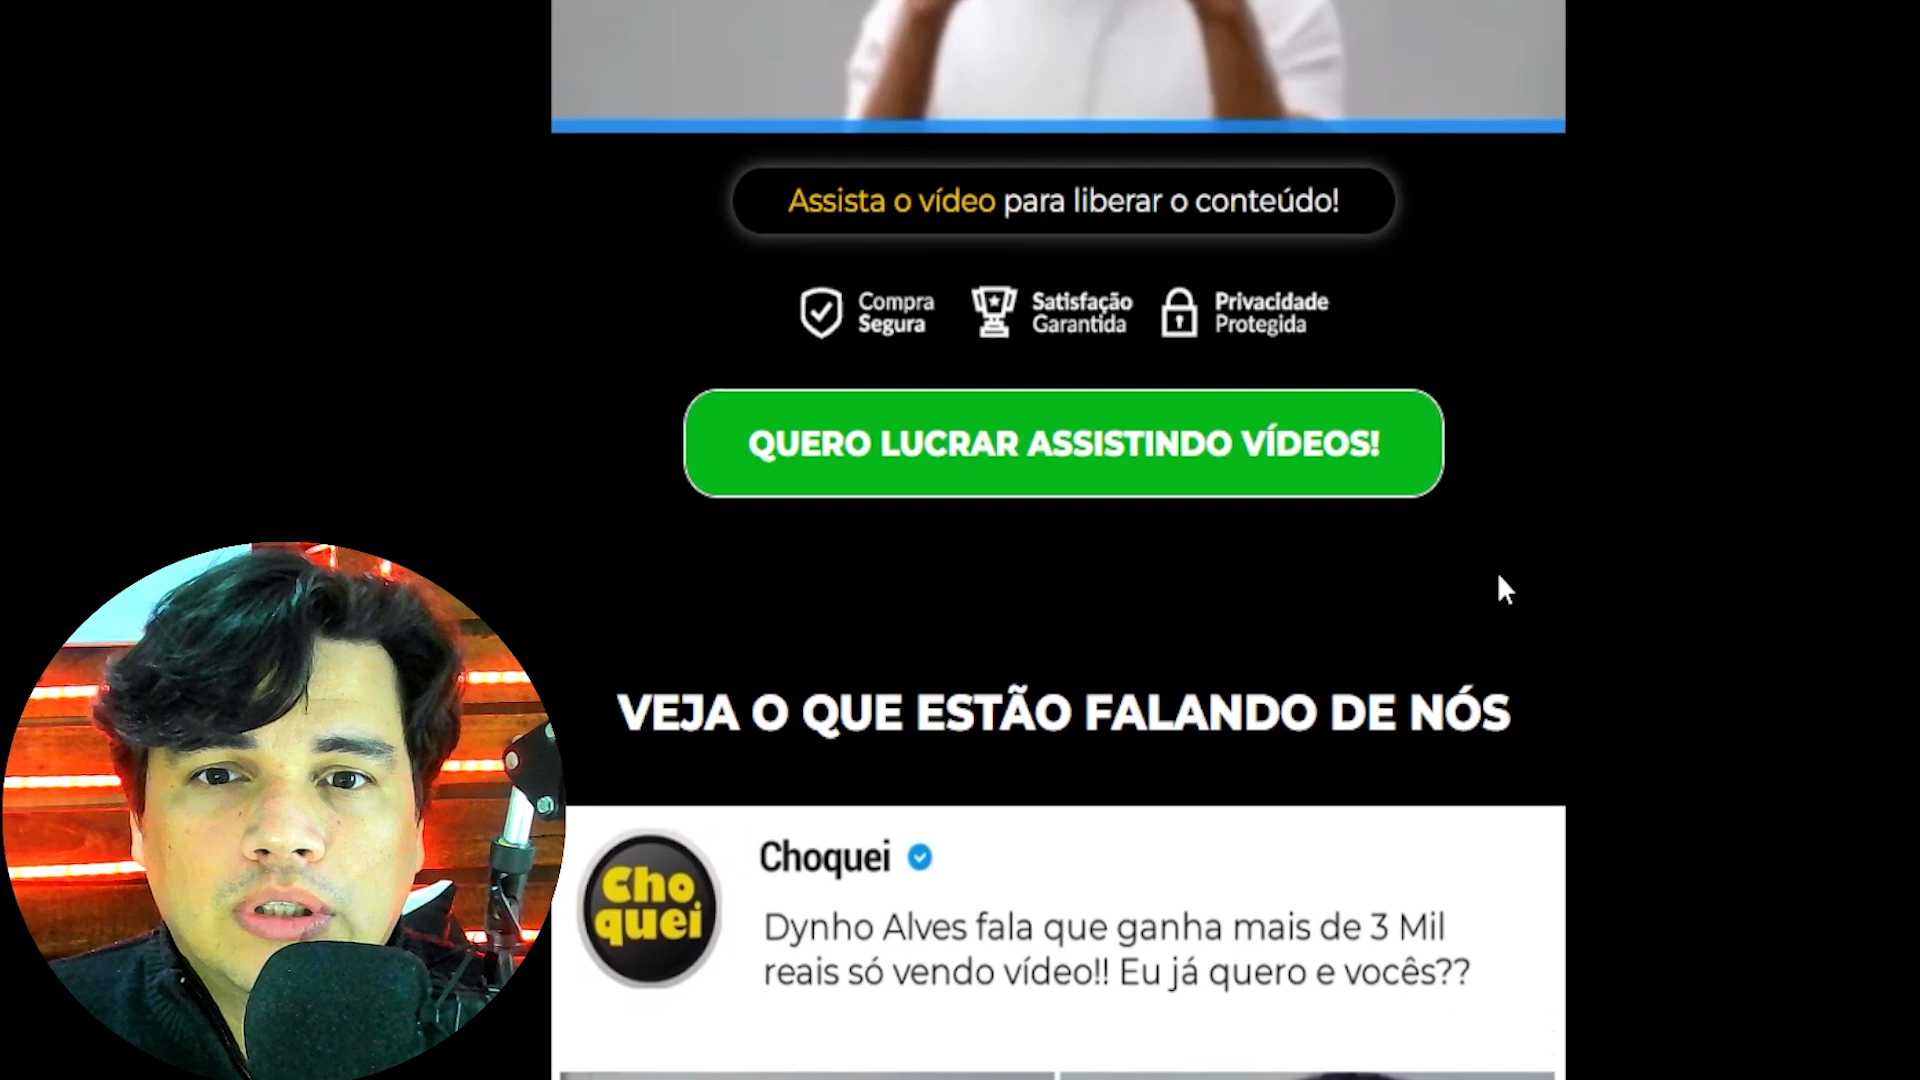 Assista o vídeo para liberar o conteúdo!
Compra
Segura
Satisfação
Garantida
Privacidade
Protegida
QUERO LUCRAR ASSISTINDO VÍDEOS!
VEJA O QUE ESTÃO FALANDO DE NÓS
Cho
quei
Choquei
Dynho Alves fala que ganha mais de 3 Mil
reais só vendo vídeo!! Eu já quero e vocês??